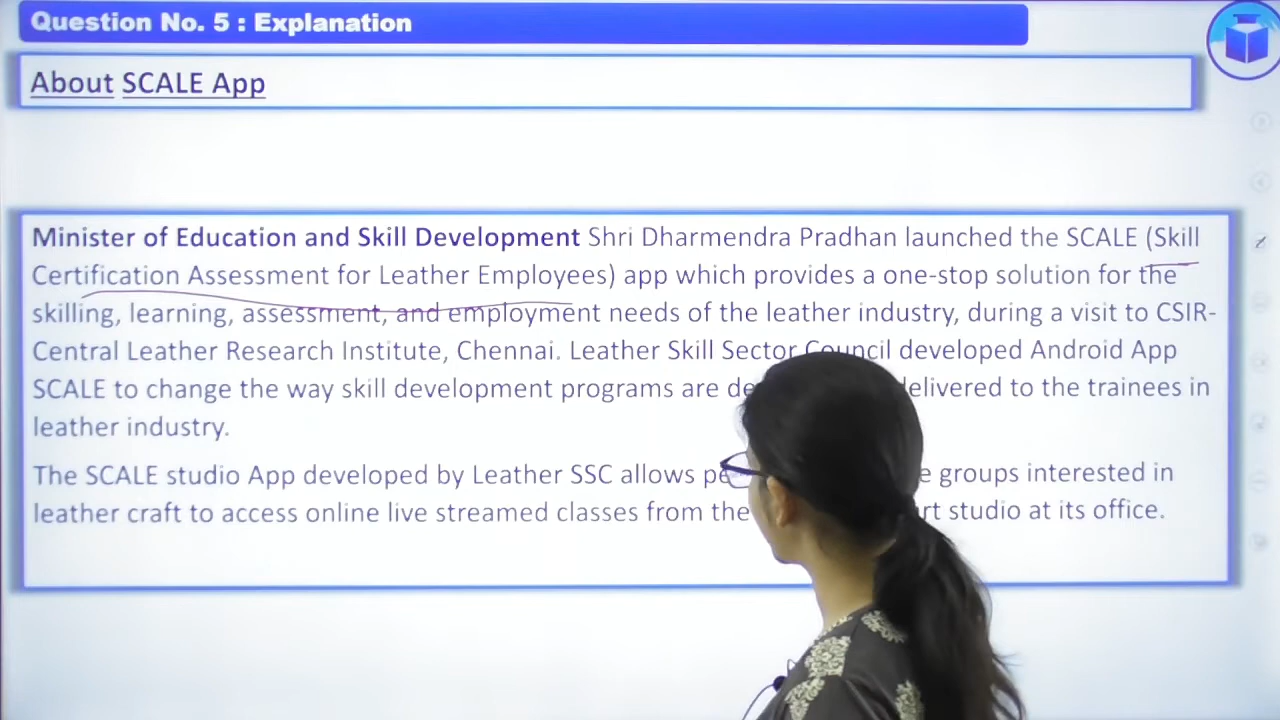 Question No. 5 : Explanation
About SCALE App
Minister of Education and Skill Development Shri Dharmendra Pradhan launched the SCALE (Skill
Certification Assessment for Leather Employees) app which provides a one-stop solution for the
skilling, learning, assessment, and employment needs of the leather industry, during a visit to CSIR-
Central Leather Research Institute, Chennai. Leather Skill Sector Council developed Android App
SCALE to change the way skill development programs are delivered to the trainees in
leather industry.
The SCALE studio App developed by Leather SSC allows groups interested in
leather craft to access online live streamed classes from the studio at its office.